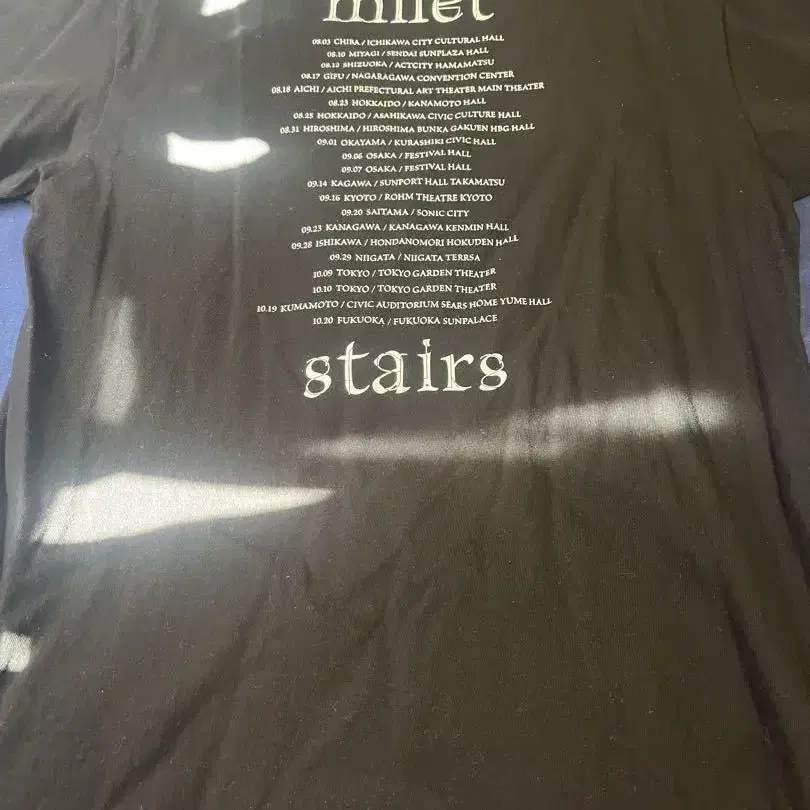 milet
08.03 CHIBA / ICHIKAWA CITY CULTURAL HALL
08.10 MIYAGI / SENDAI SUNPLAZA HALL
08.12 SHIZUOKA / ACTCITY HAMAMATSU
08.17 GIFU / NAGARAGAWA CONVENTION CENTER
08.18 AICHI / AICHI PREFECTURAL ART THEATER MAIN THEATER
08.23 HOKKAIDO / KANAMOTO HALL
08.25 HOKKAIDO / ASAHIKAWA CIVIC CULTURE HALL
08.31 HIROSHIMA / HIROSHIMA BUNKA GAKUEN HBG HALL
09.01 OKAYAMA / KURASHIKI CIVIC HALL
09.06 OSAKA / FESTIVAL HALL
09.07 OSAKA / FESTIVAL HALL
09.14 KAGAWA / SUNPORT HALL TAKAMATSU
09.16 KYOTO / ROHM THEATRE KYOTO
09.20 SAITAMA / SONIC CITY
09.23 KANAGAWA / KANAGAWA KENMIN HALL
09.28 ISHIKAWA / HONDANOMORI HOKUDEN HALL
09.29 NIIGATA / NIIGATA TERRSA
10.09 TOKYO / TOKYO GARDEN THEATER
10.10 TOKYO / TOKYO GARDEN THEATER
10.19 KUMAMOTO / CIVIC AUDITORIUM SEARS HOME YUME HALL
10.20 FUKUOKA / FUKUOKA SUNPALACE
stairs